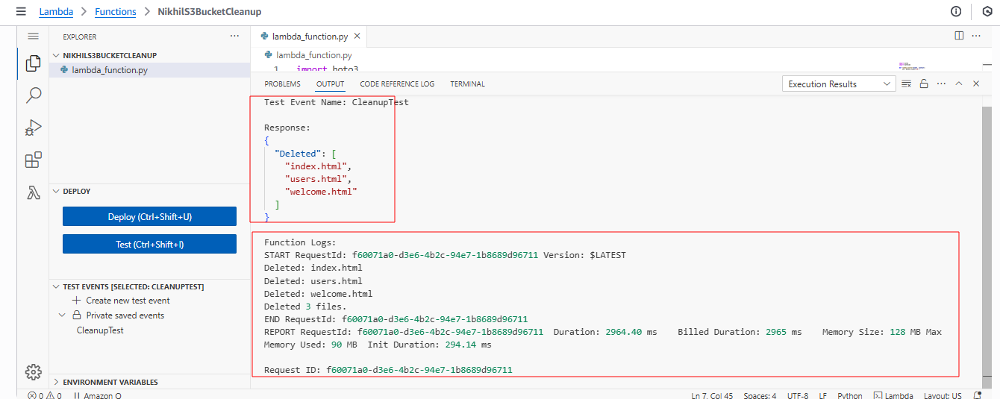 Lambda > Functions > NikhilS3BucketCleanup
EXPLORER
NIKHILS3BUCKETCLEANUP
lambda_function.py
DEPLOY
Deploy (Ctrl+Shift+U)
Test (Ctrl+Shift+I)
TEST EVENTS [SELECTED: CLEANUPTEST]
Create new test event
Private saved events
CleanupTest
ENVIRONMENT VARIABLES
lambda_function.py
lambda_function.py
1 import boto3
PROBLEMS OUTPUT CODE REFERENCE LOG TERMINAL Execution Results
Test Event Name: CleanupTest
Response:
{
"Deleted": [
"index.html",
"users.html",
"welcome.html"
]
}
Function Logs:
START RequestId: f60071a0-d3e6-4b2c-94e7-1b8689d96711 Version: $LATEST
Deleted: index.html
Deleted: users.html
Deleted: welcome.html
Deleted 3 files.
END RequestId: f60071a0-d3e6-4b2c-94e7-1b8689d96711
REPORT RequestId: f60071a0-d3e6-4b2c-94e7-1b8689d96711 Duration: 2964.40 ms Billed Duration: 2965 ms Memory Size: 128 MB Max
Memory Used: 90 MB Init Duration: 294.14 ms
Request ID: f60071a0-d3e6-4b2c-94e7-1b8689d96711
0 0 Amazon Q Ln 7, Col 45 Spaces: 4 UTF-8 LF Python Lambda Layout: US